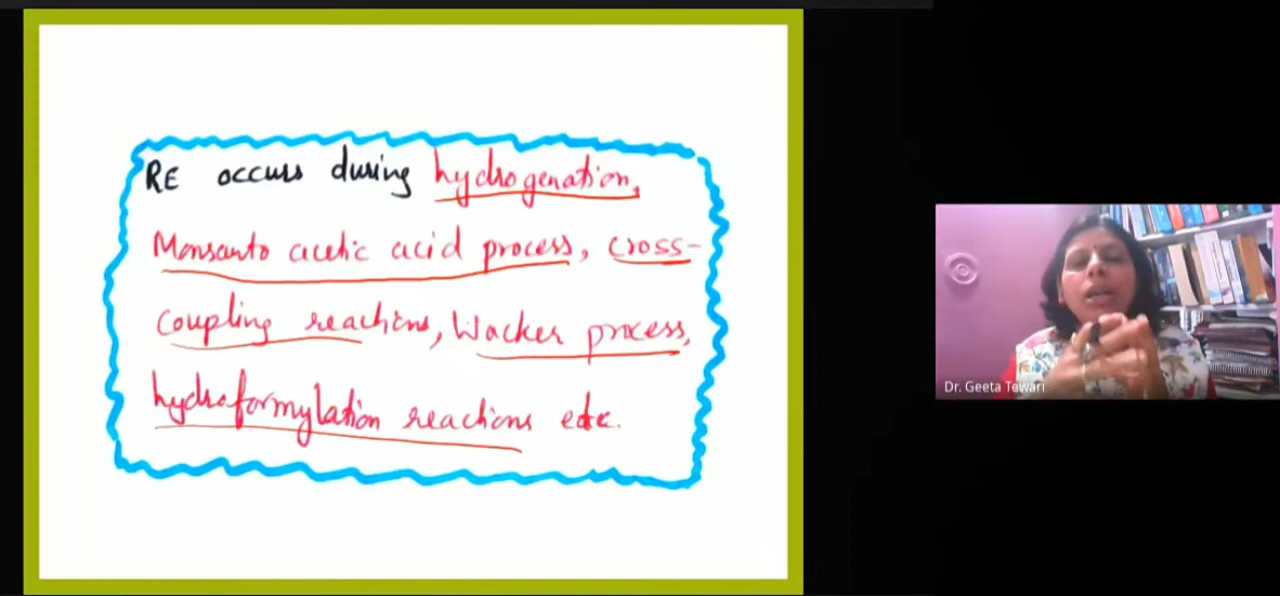 RE occurs during hydrogenation,
Monsanto acetic acid process, cross-
coupling reactions, Wacker process,
hydroformylation reactions etc.
Dr. Geeta Tewari